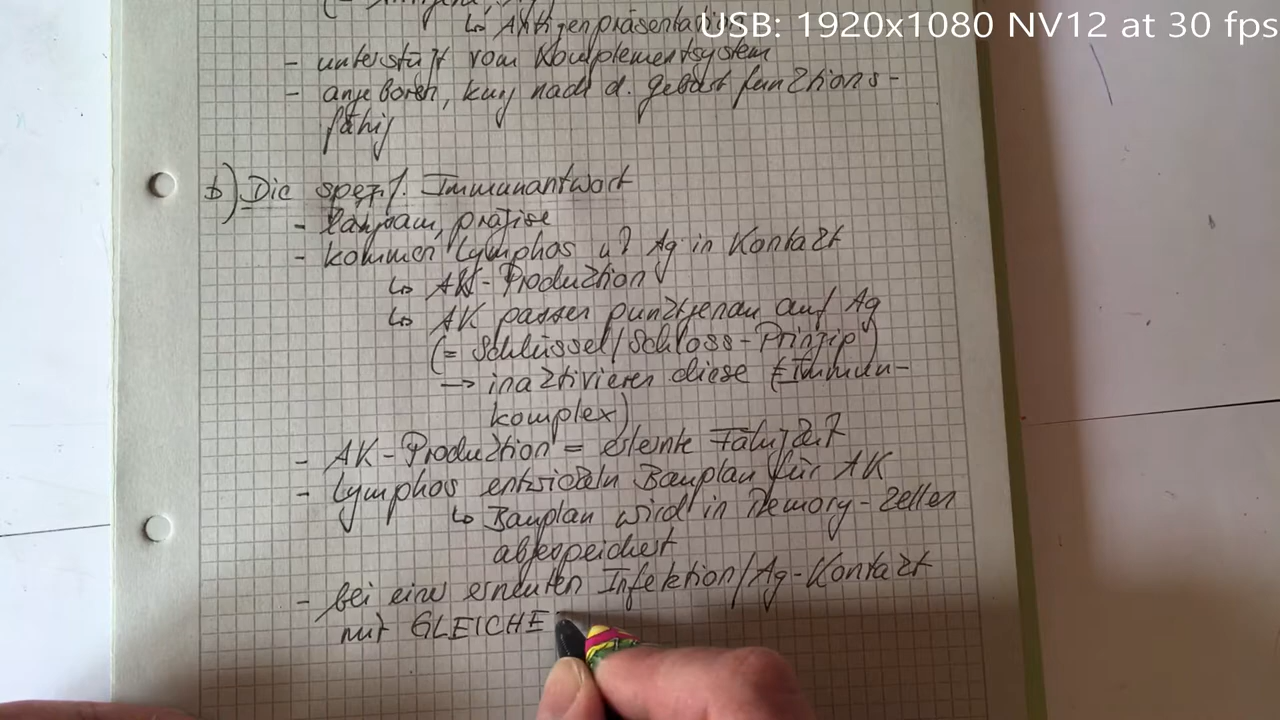 USB: 1920x1080 NV12 at 30 fps
↳ Antigenpräsentation
- unterstützt vom Komplementsystem
- angeboren, kurz nach d. Geburt funktions-
fähig
b) Die spezif. Immunantwort
- langsam, präzise
- kommen Lymphos u? Ag in Kontakt
↳ AK-Produktion
↳ AK passen punktgenau auf Ag
(= Schlüssel/Schloss-Prinzip)
→ inaktivieren diese (Immun-
komplex)
- AK-Produktion = erlernte Fähigkeit
- Lymphos entwickeln Bauplan für AK
↳ Bauplan wird in Memory-Zellen
abgespeichert
- bei einer erneuten Infektion/Ag-Kontakt
mit GLEICHE